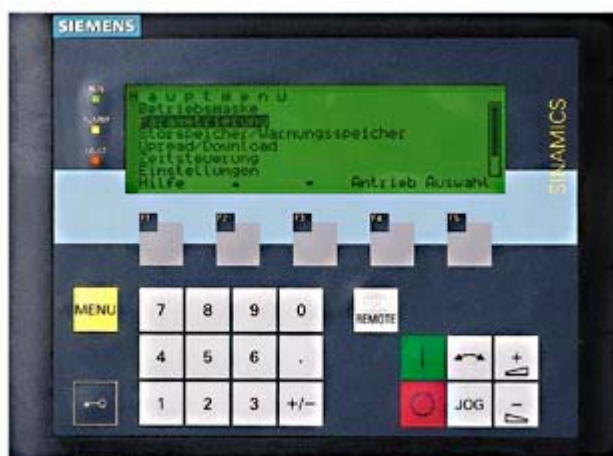 SIEMENS
Hauptmenü
Betriebsmaske
Parametrierung
Störspeicher/Warnungsspeicher
Upread/Download
Zeitsteuerung
Einstellungen
Hilfe Antrieb Auswahl
SINAMICS
F1 F2 F3 F4 F5
MENU 7 8 9 0 REMOTE
4 5 6 . I +
1 2 3 +/- O JOG -